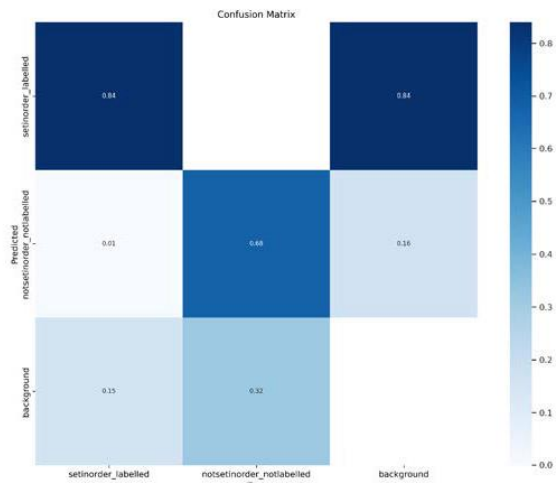 Confusion Matrix
setinorder_labelled
0.84
0.84
0.8
0.7
0.6
Predicted
notsetinorder_notlabelled
0.01
0.68
0.16
0.5
0.4
0.3
background
0.15
0.32
0.2
0.1
0.0
setinorder_labelled
notsetinorder_notlabelled
background